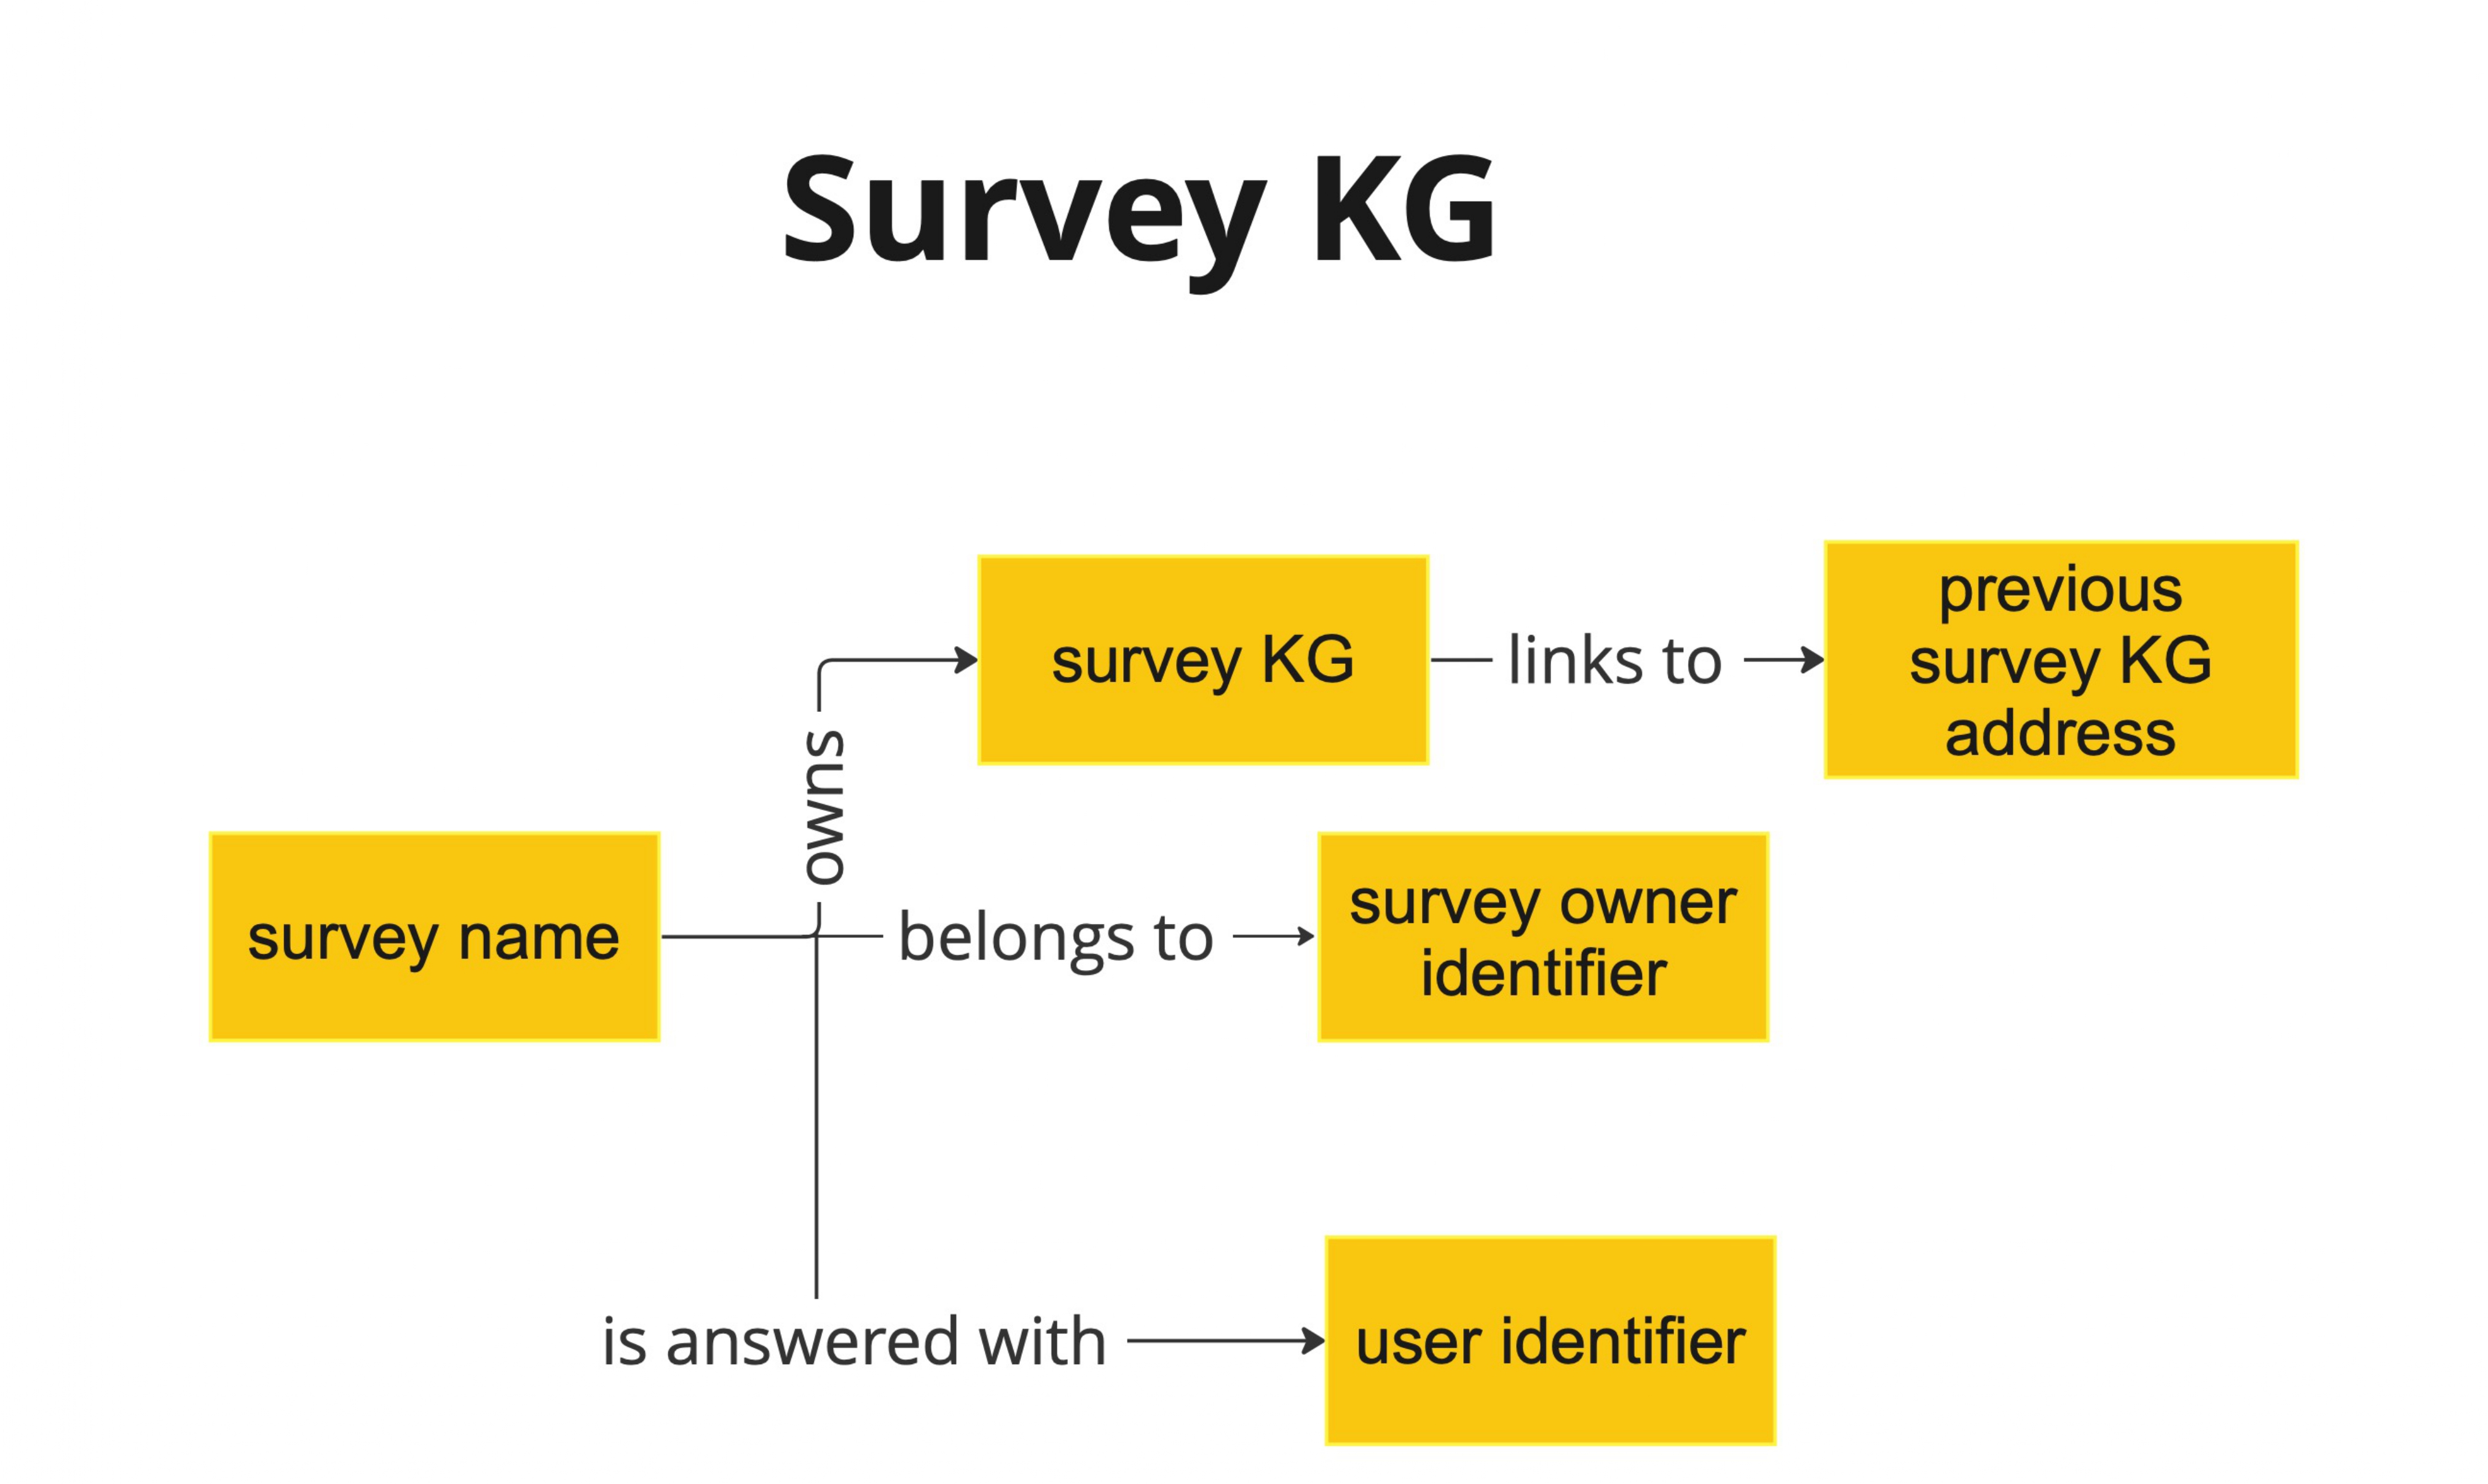 Survey KG
survey KG
links to
previous
survey KG
address
owns
survey name
belongs to
survey owner
identifier
is answered with
user identifier